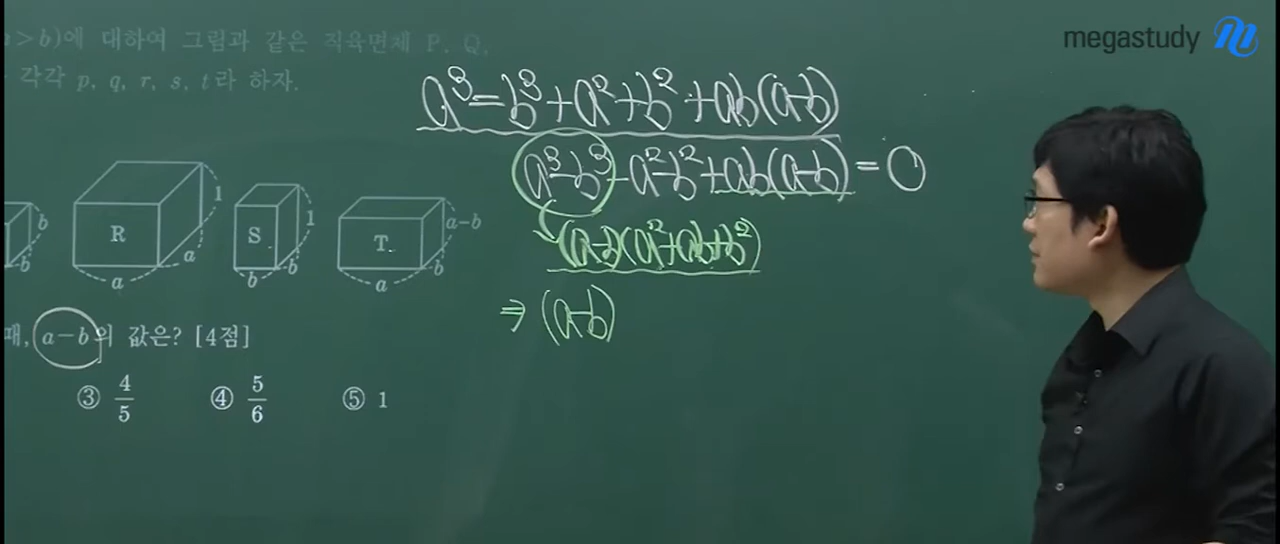 megastudy
>b)에 대하여 그림과 같은 직육면체 P, Q,
각각 p, q, r, s, t라 하자.
a³=b³+a²+b²+ab(a-b)
a³-b³-a²-b²+ab(a-b)=0
(a-b)(a²+ab+b²)
⇒ (a-b)
b
b
R
1
a
a
S
1
b
b
T
a-b
b
a
때, a-b의 값은? [4점]
③ 4/5 ④ 5/6 ⑤ 1